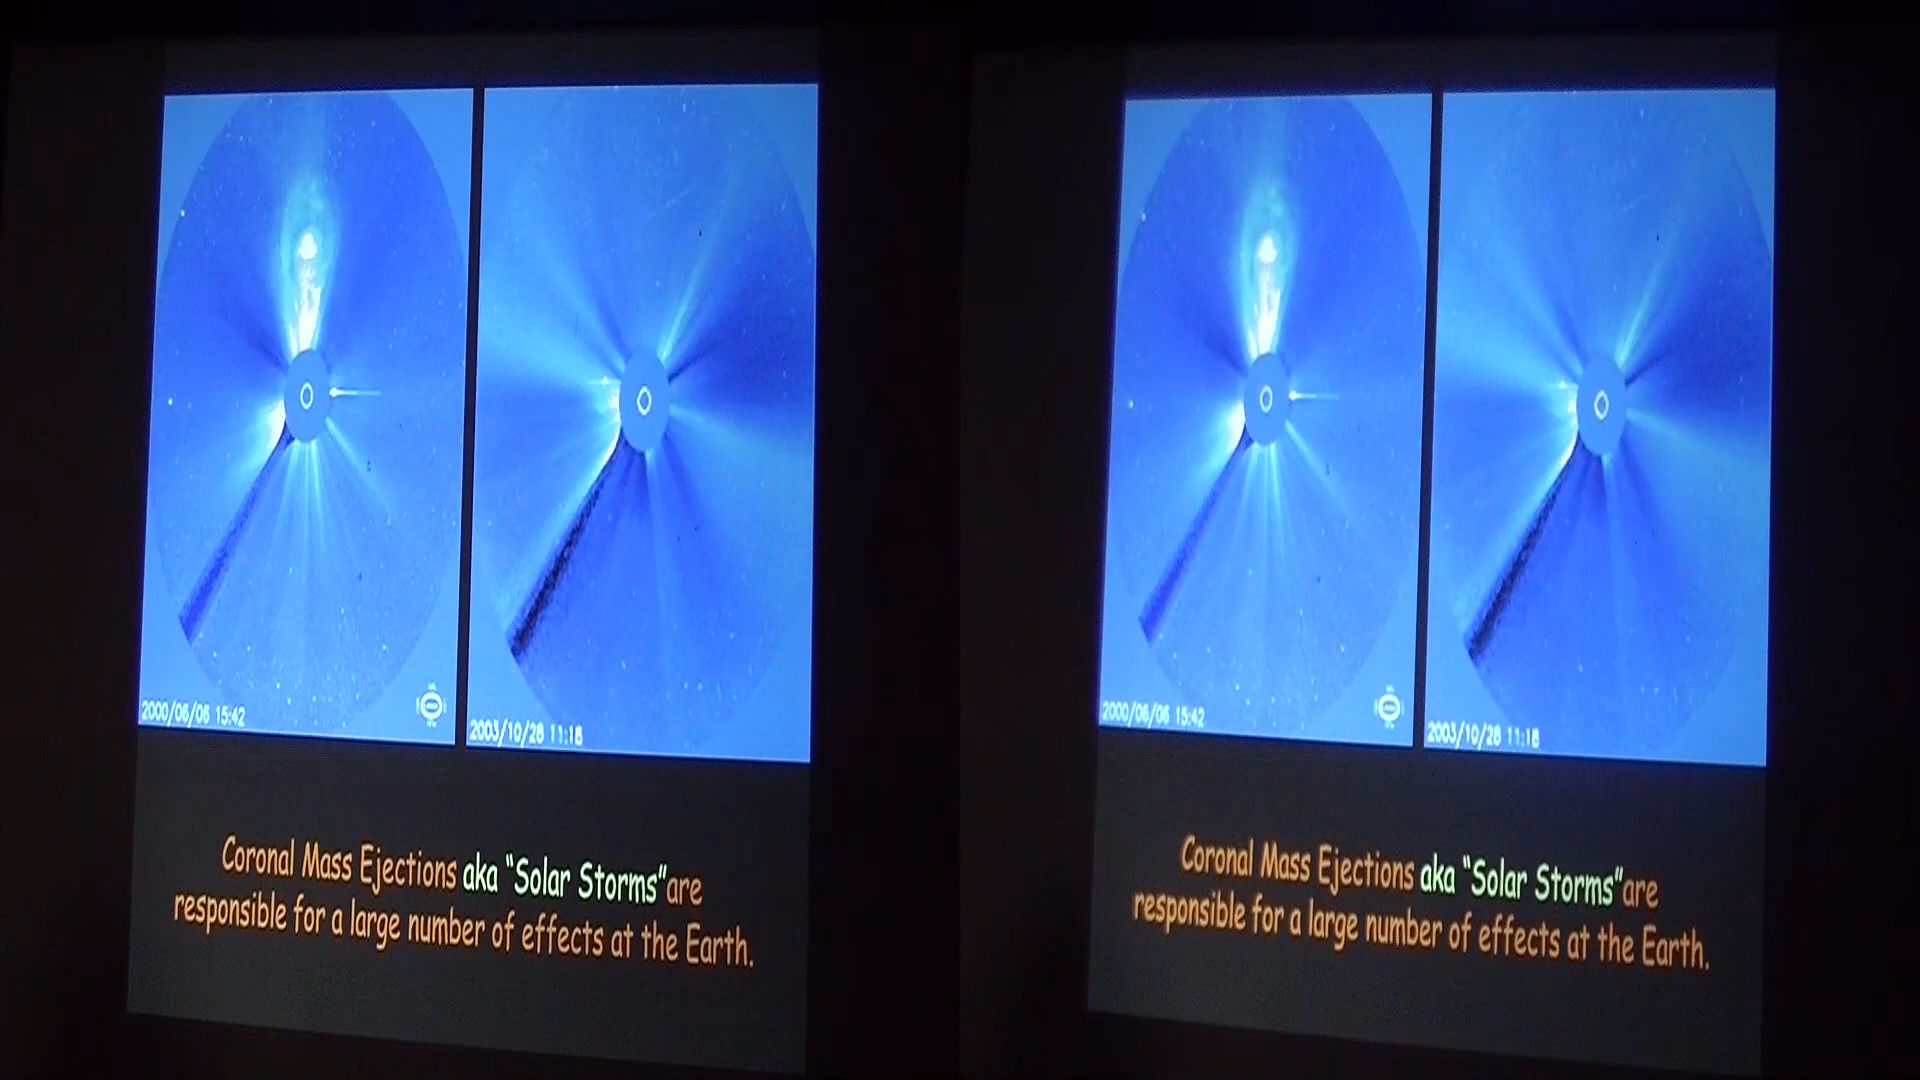 2000/06/06 15:42
2003/10/28 11:18
Coronal Mass Ejections aka “Solar Storms”are
responsible for a large number of effects at the Earth.
2000/06/06 15:42
2003/10/28 11:18
Coronal Mass Ejections aka “Solar Storms”are
responsible for a large number of effects at the Earth.